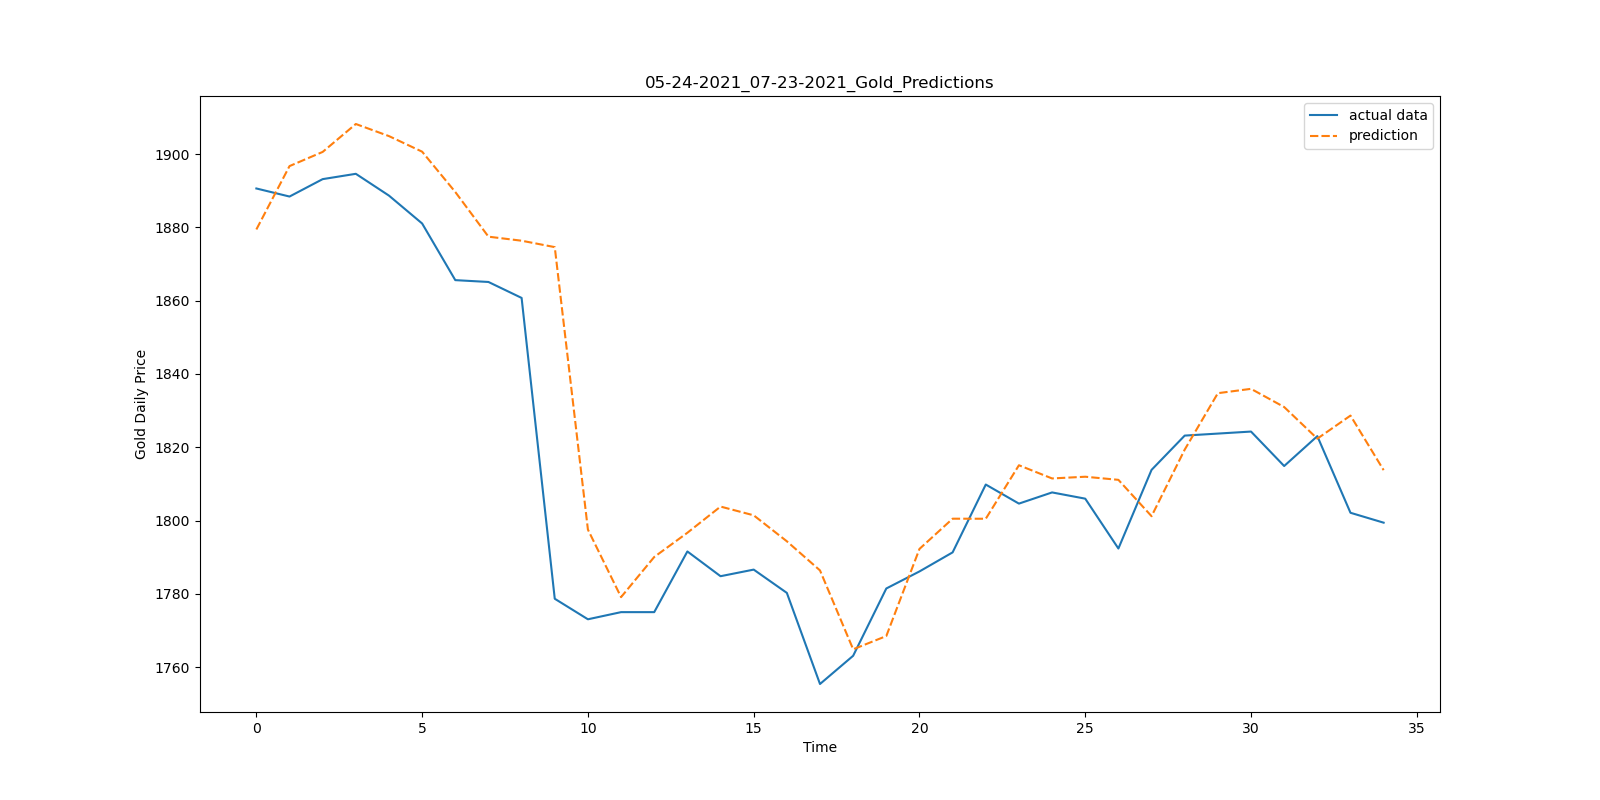 05-24-2021_07-23-2021_Gold_Predictions
actual data
prediction
1900
1880
1860
1840
1820
1800
1780
1760
Gold Daily Price
0 5 10 15 20 25 30 35
Time